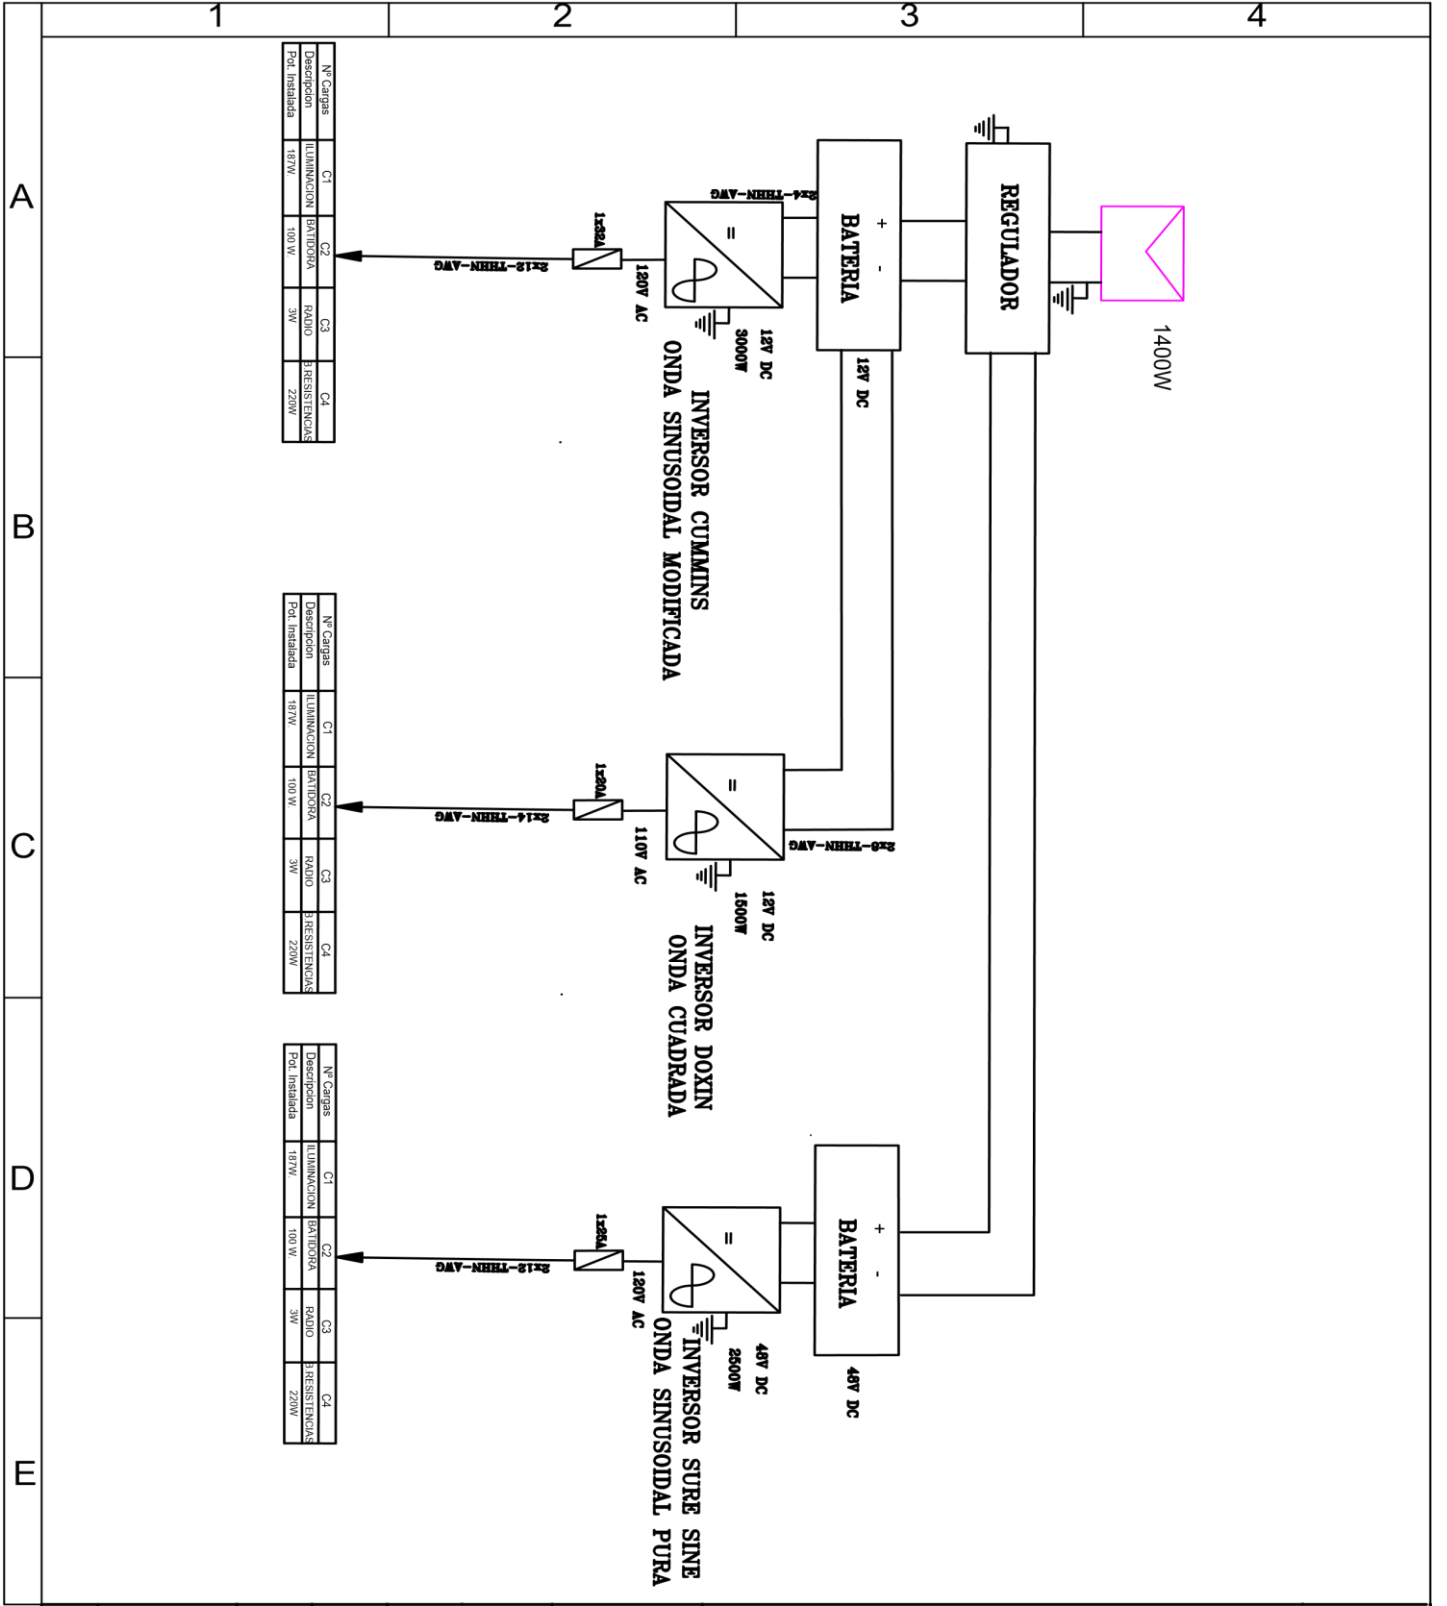 1 2 3 4
A
B
C
D
E
1400W
REGULADOR
+ -
BATERIA
12V DC
2x4-THHN-AWG
12V DC
3000W
INVERSOR CUMMINS
ONDA SINUSOIDAL MODIFICADA
120V AC
1x32A
2x12-THHN-AWG
Nº Cargas C1 C2 C3 C4
Descripcion ILUMINACION BATIDORA RADIO B.RESISTENCIAS
Pot. Instalada 187W 100 W 3W 220W
2x6-THHN-AWG
12V DC
1500W
INVERSOR DOXIN
ONDA CUADRADA
110V AC
1x20A
2x14-THHN-AWG
Nº Cargas C1 C2 C3 C4
Descripcion ILUMINACION BATIDORA RADIO B.RESISTENCIAS
Pot. Instalada 187W. 100 W. 3W 220W
+ -
BATERIA
48V DC
48V DC
2500W
INVERSOR SURE SINE
ONDA SINUSOIDAL PURA
120V AC
1x25A
2x12-THHN-AWG
Nº Cargas C1 C2 C3 C4
Descripcion ILUMINACION BATIDORA RADIO B.RESISTENCIAS
Pot. Instalada 187W. 100 W 3W 220W